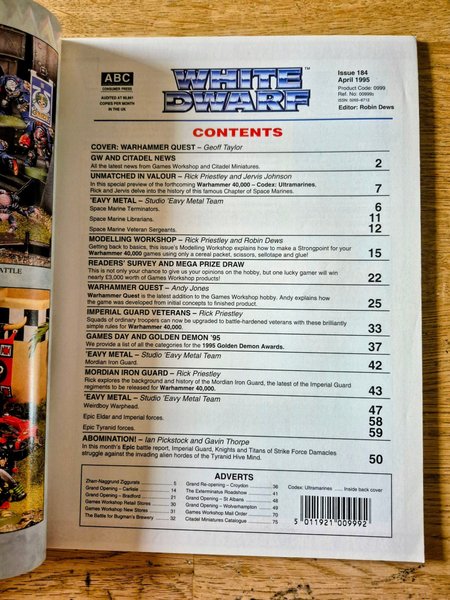 ABC
CONSUMER PRESS
COPIES PER MONTH
IN THE UK
WHITE
DWARF
TM
Issue 184
April 1995
Product Code: 0999
Editor: Robin Dews
CONTENTS
COVER: WARHAMMER QUEST – Geoff Taylor
GW AND CITADEL NEWS
All the latest news from Games Workshop and Citadel Miniatures. 2
UNMATCHED IN VALOUR – Rick Priestley and Jervis Johnson
In this special preview of the forthcoming Warhammer 40,000 – Codex: Ultramarines,
Rick and Jervis delve into the history of this famous Chapter of Space Marines. 7
'EAVY METAL – Studio 'Eavy Metal Team
Space Marine Terminators. 6
Space Marine Librarians. 11
Space Marine Veteran Sergeants. 12
MODELLING WORKSHOP – Rick Priestley and Robin Dews
Getting back to basics, this issue's Modelling Workshop explains how to make a Strongpoint for your
Warhammer 40,000 games using only a cereal packet, scissors, sellotape and glue! 15
READERS' SURVEY AND MEGA PRIZE DRAW
This is not only your chance to give us your opinions on the hobby, but one lucky gamer will win
nearly £3,000 worth of Games Workshop products! 22
WARHAMMER QUEST – Andy Jones
Warhammer Quest is the latest addition to the Games Workshop hobby. Andy explains how
the game was developed from initial concepts to finished product. 25
IMPERIAL GUARD VETERANS – Rick Priestley
Squads of ordinary troopers can now be upgraded to battle-hardened veterans with these brilliantly
simple rules for Warhammer 40,000. 33
GAMES DAY AND GOLDEN DEMON '95
We provide a list of all the categories for the 1995 Golden Demon Awards. 37
'EAVY METAL – Studio 'Eavy Metal Team
Mordian Iron Guard. 42
MORDIAN IRON GUARD – Rick Priestley
Rick explores the background and history of the Mordian Iron Guard, the latest of the Imperial Guard
regiments to be released for Warhammer 40,000. 43
'EAVY METAL – Studio 'Eavy Metal Team
Weirdboy Warphead. 47
Epic Eldar and Imperial forces. 58
Epic Tyranid forces. 59
ABOMINATION! – Ian Pickstock and Gavin Thorpe
In this month's Epic battle report, Imperial Guard, Knights and Titans of Strike Force Damacles
struggle against the invading alien hordes of the Tyranid Hive Mind. 50
ADVERTS
Zharr-Naggrund Ziggurats 5
Grand Opening – Carlisle 14
Grand Opening – Bradford 21
Games Workshop Retail Stores 30
Games Workshop New Stores 31
The Battle for Bugman's Brewery 32
Grand Re-opening – Croydon 36
The Exterminatus Roadshow 41
Grand Opening – St Albans 48
Grand Opening – Wolverhampton 49
Games Workshop Mail Order 70
Citadel Miniatures Catalogue 75
Codex: Ultramarines ..... Inside back cover
5 011921 009992